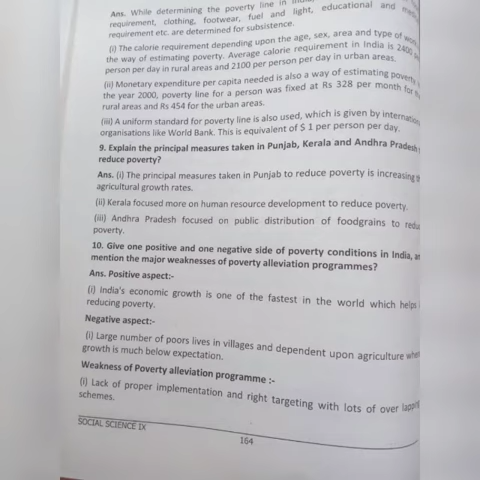 Ans. While determining the poverty line in
requirement, clothing, footwear, fuel and light, educational and
requirement etc. are determined for subsistence.
(i) The calorie requirement depending upon the age, sex, area and type of
the way of estimating poverty. Average calorie requirement in India is 2400
person per day in rural areas and 2100 per person per day in urban areas.
(ii) Monetary expenditure per capita needed is also a way of estimating poverty
the year 2000, poverty line for a person was fixed at Rs 328 per month for
rural areas and Rs 454 for the urban areas.
(iii) A uniform standard for poverty line is also used, which is given by
organisations like World Bank. This is equivalent of $ 1 per person per day.
9. Explain the principal measures taken in Punjab, Kerala and Andhra Pradesh
reduce poverty?
Ans. (i) The principal measures taken in Punjab to reduce poverty is increasing
agricultural growth rates.
(ii) Kerala focused more on human resource development to reduce poverty.
(iii) Andhra Pradesh focused on public distribution of foodgrains to
poverty.
10. Give one positive and one negative side of poverty conditions in India,
mention the major weaknesses of poverty alleviation programmes?
Ans. Positive aspect:-
(i) India's economic growth is one of the fastest in the world which helps
reducing poverty.
Negative aspect:-
(i) Large number of poors lives in villages and dependent upon agriculture
growth is much below expectation.
Weakness of Poverty alleviation programme :-
(i) Lack of proper implementation and right targeting with lots of over
schemes.
SOCIAL SCIENCE IX
164